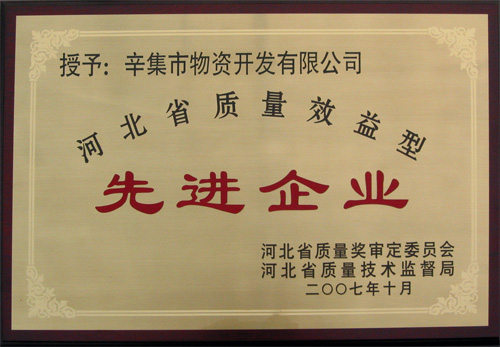 授予：辛集市物资开发有限公司
河北省质量效益型
先进企业
河北省质量奖审定委员会
河北省质量技术监督局
二〇〇七年十月